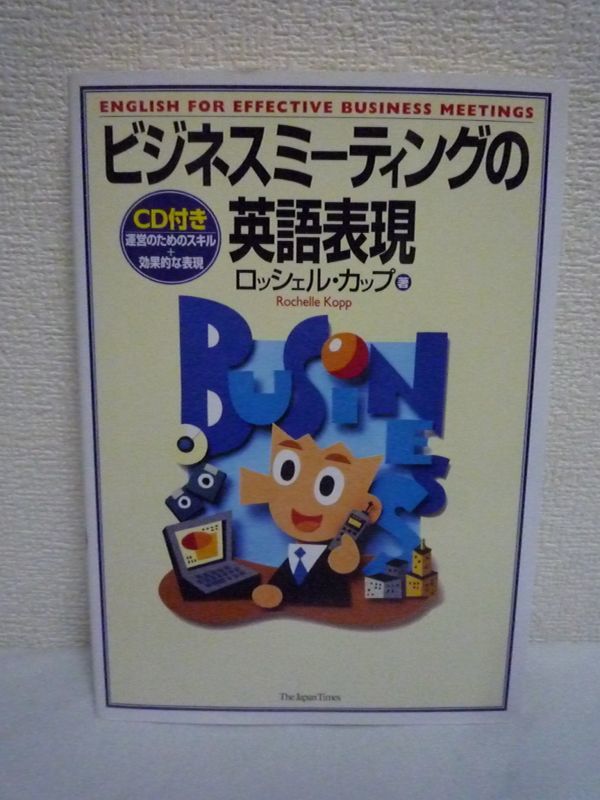 ENGLISH FOR EFFECTIVE BUSINESS MEETINGS
ビジネスミーティングの
英語表現
CD付き
運営のためのスキル
+
効果的な表現
ロッシェル・カップ 著
Rochelle Kopp
BUSINESS
The Japan Times